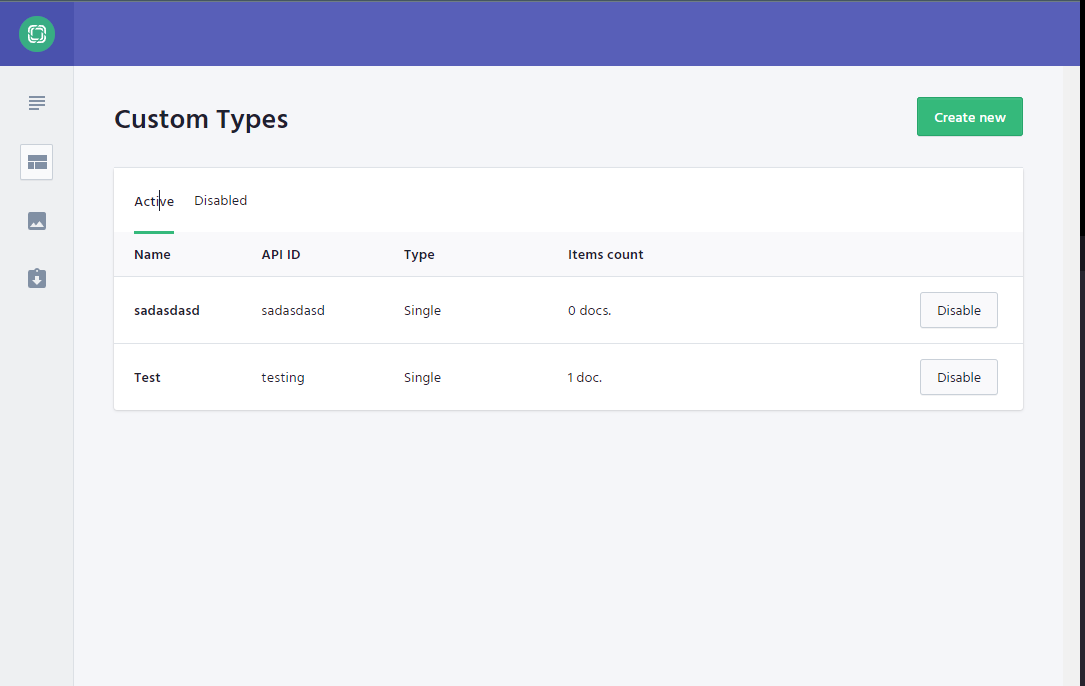 Custom Types
Create new
Active Disabled
Name API ID Type Items count
sadasdasd sadasdasd Single 0 docs. Disable
Test testing Single 1 doc. Disable